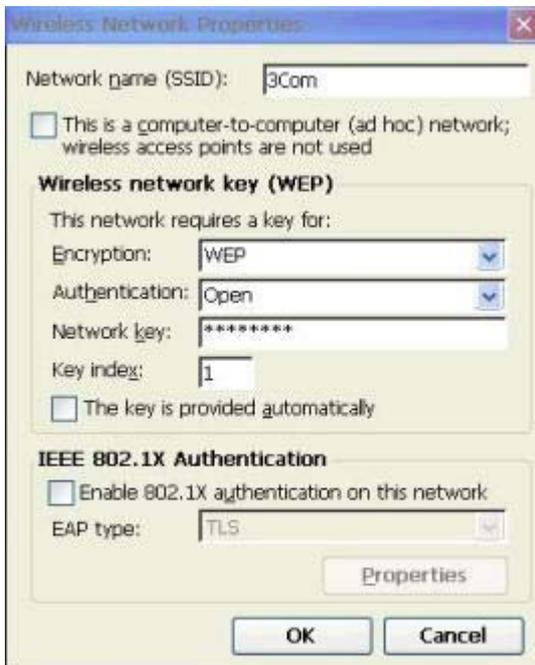 Wireless Network Properties
Network name (SSID): 3Com
This is a computer-to-computer (ad hoc) network;
wireless access points are not used
Wireless network key (WEP)
This network requires a key for:
Encryption: WEP
Authentication: Open
Network key: ********
Key index: 1
The key is provided automatically
IEEE 802.1X Authentication
Enable 802.1X authentication on this network
EAP type: TLS
Properties
OK Cancel